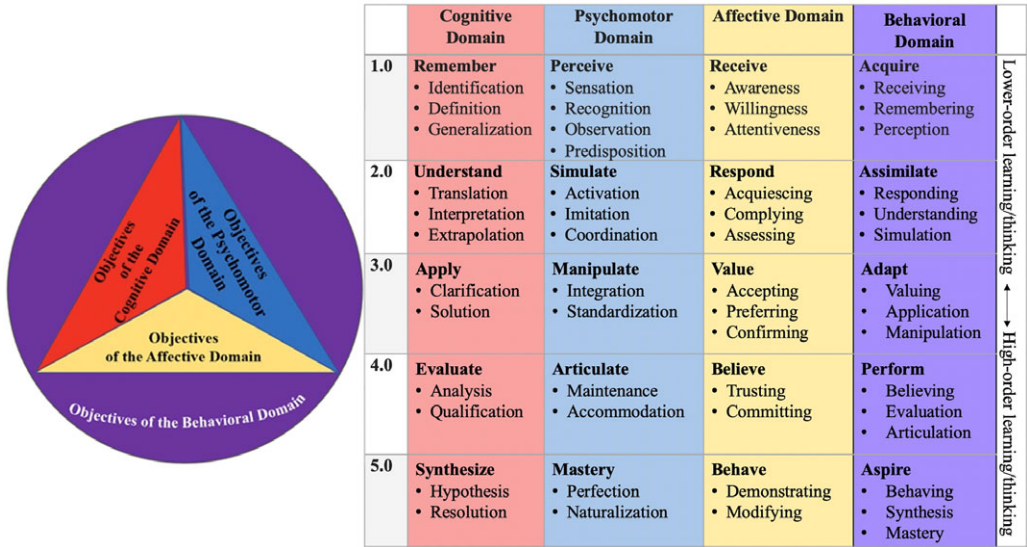 Objectives
of the
Cognitive Domain
Objectives
of the Psychomotor
Domain
Objectives
of the Affective Domain
Objectives of the Behavioral Domain
Cognitive
Domain
Psychomotor
Domain
Affective Domain
Behavioral
Domain
1.0
Remember
• Identification
• Definition
• Generalization
Perceive
• Sensation
• Recognition
• Observation
• Predisposition
Receive
• Awareness
• Willingness
• Attentiveness
Acquire
• Receiving
• Remembering
• Perception
2.0
Understand
• Translation
• Interpretation
• Extrapolation
Simulate
• Activation
• Imitation
• Coordination
Respond
• Acquiescing
• Complying
• Assessing
Assimilate
• Responding
• Understanding
• Simulation
3.0
Apply
• Clarification
• Solution
Manipulate
• Integration
• Standardization
Value
• Accepting
• Preferring
• Confirming
Adapt
• Valuing
• Application
• Manipulation
4.0
Evaluate
• Analysis
• Qualification
Articulate
• Maintenance
• Accommodation
Believe
• Trusting
• Committing
Perform
• Believing
• Evaluation
• Articulation
5.0
Synthesize
• Hypothesis
• Resolution
Mastery
• Perfection
• Naturalization
Behave
• Demonstrating
• Modifying
Aspire
• Behaving
• Synthesis
• Mastery
Lower-order learning/thinking ⟷ High-order learning/thinking